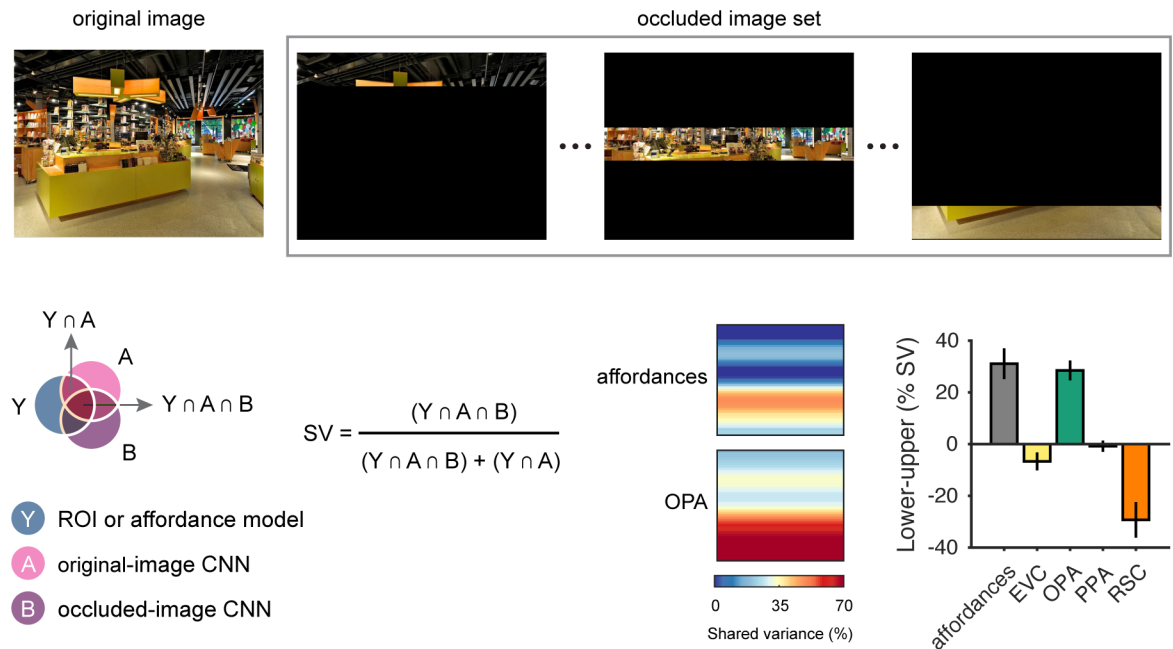 original image
occluded image set
Y ∩ A
A
Y
Y ∩ A ∩ B
B
SV = (Y ∩ A ∩ B)
(Y ∩ A ∩ B) + (Y ∩ A)
Y ROI or affordance model
A original-image CNN
B occluded-image CNN
affordances
OPA
0 35 70
Shared variance (%)
Lower-upper (% SV)
40
20
0
-20
-40
affordances
EVC
OPA
PPA
RSC